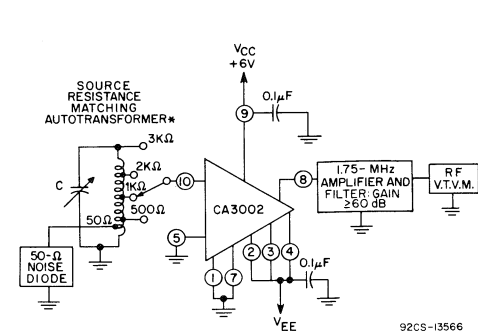 VCC
+6V
SOURCE
RESISTANCE
MATCHING
AUTOTRANSFORMER*
0.1µF
9
3KΩ
2KΩ
1KΩ
C
10
8
1.75- MHz
AMPLIFIER AND
FILTER: GAIN
≥60 dB
RF
V.T.V.M.
CA3002
500Ω
50Ω
5
50-Ω
NOISE
DIODE
1
7
2
3
4
0.1µF
VEE
92CS-13566